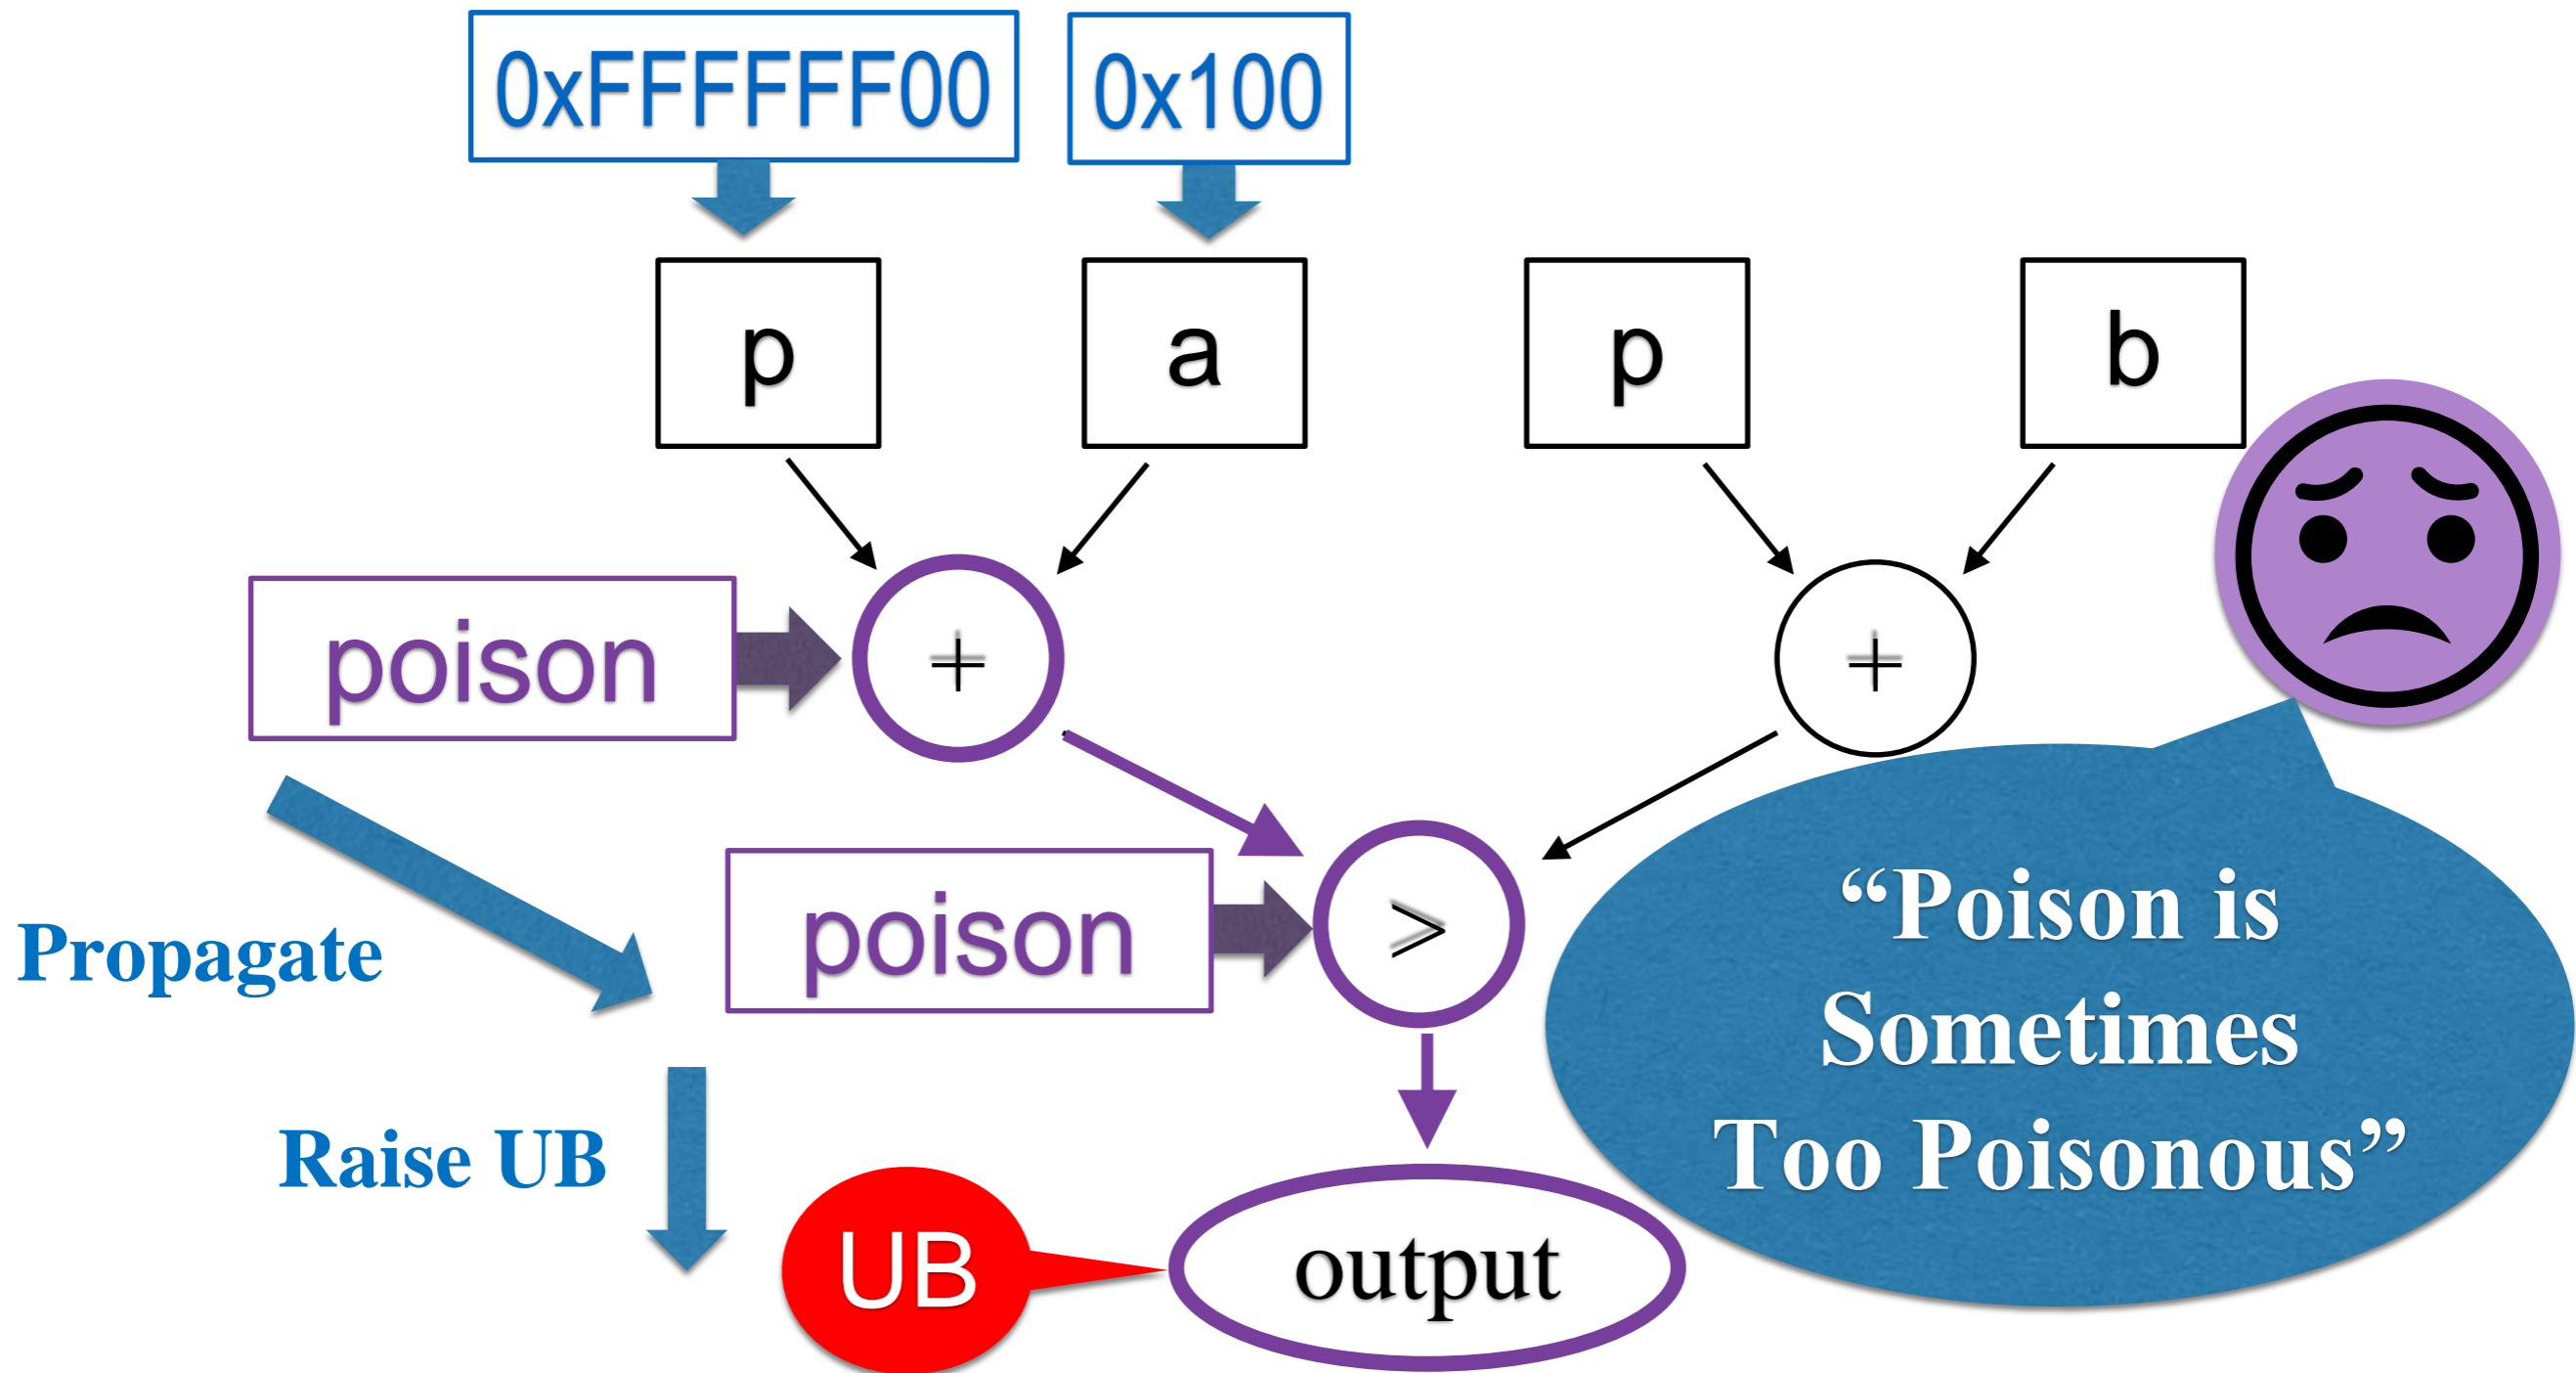 0xFFFFFF00
0x100
p
a
p
b
poison
+
+
poison
>
Propagate
Raise UB
UB
output
“Poison is
Sometimes
Too Poisonous”